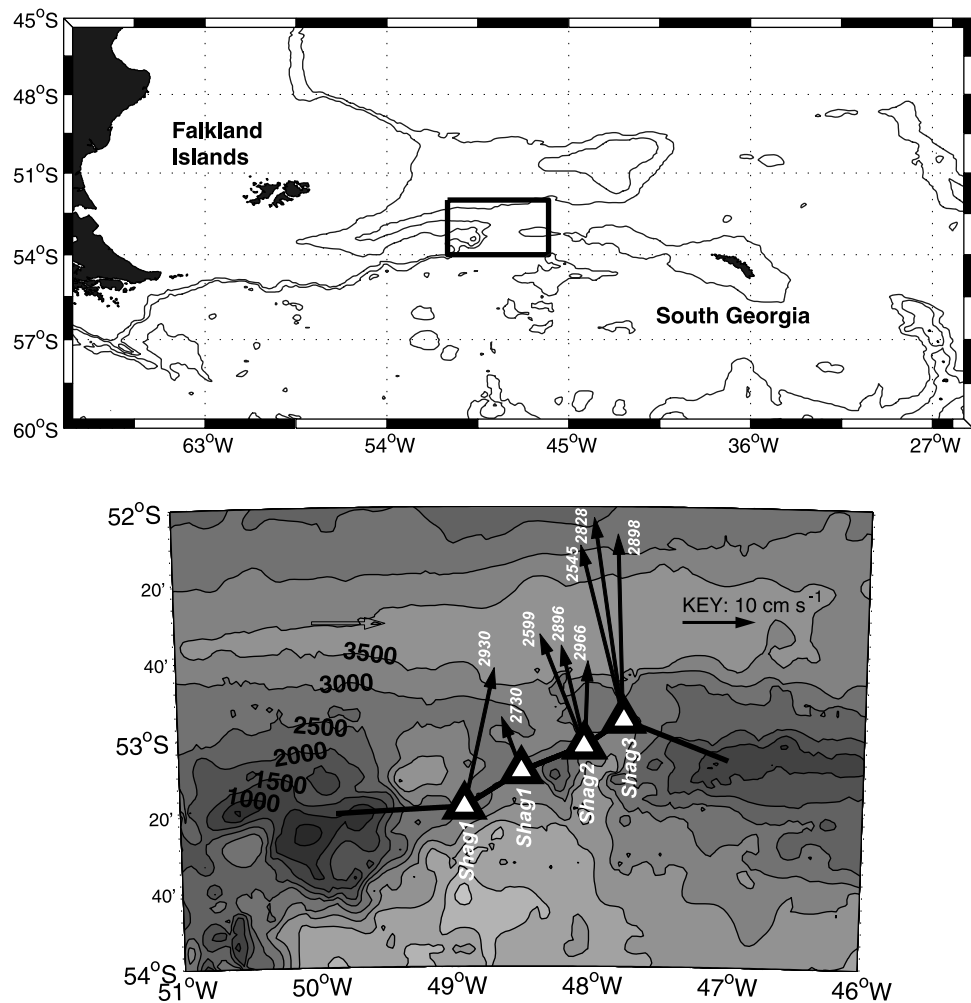 45°S
48°S
51°S
54°S
57°S
60°S
Falkland
Islands
South Georgia
63°W
54°W
45°W
36°W
27°W
52°S
20'
40'
53°S
20'
40'
54°S
3500
3000
2500
2000
1500
1000
2930
2730
2599
2896
2966
2545
2828
2898
KEY: 10 cm s⁻¹
Shag1
Shag1
Shag2
Shag3
51°W
50°W
49°W
48°W
47°W
46°W